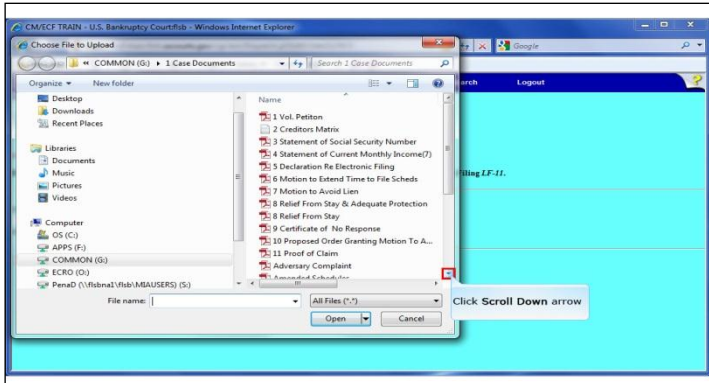 CM/ECF TRAIN - U.S. Bankruptcy Court:flsb - Windows Internet Explorer
Choose File to Upload
Google
« COMMON (G:) ▸ 1 Case Documents
Search 1 Case Documents
Organize
New folder
arch
Logout
?
Desktop
Downloads
Recent Places
Libraries
Documents
Music
Pictures
Videos
Computer
OS (C:)
APPS (F:)
COMMON (G:)
ECRO (O:)
PenaD (\\flsbna1\flsb\MIAUSERS) (S:)
Name
1 Vol. Petiton
2 Creditors Matrix
3 Statement of Social Security Number
4 Statement of Current Monthly Income(7)
5 Declaration Re Electronic Filing
6 Motion to Extend Time to File Scheds
7 Motion to Avoid Lien
8 Relief From Stay & Adequate Protection
8 Relief From Stay
9 Certificate of No Response
10 Proposed Order Granting Motion To A...
11 Proof of Claim
Adversary Complaint
Amended Schedules
Filing LF-11.
File name:
All Files (*.*)
Open
Cancel
Click Scroll Down arrow